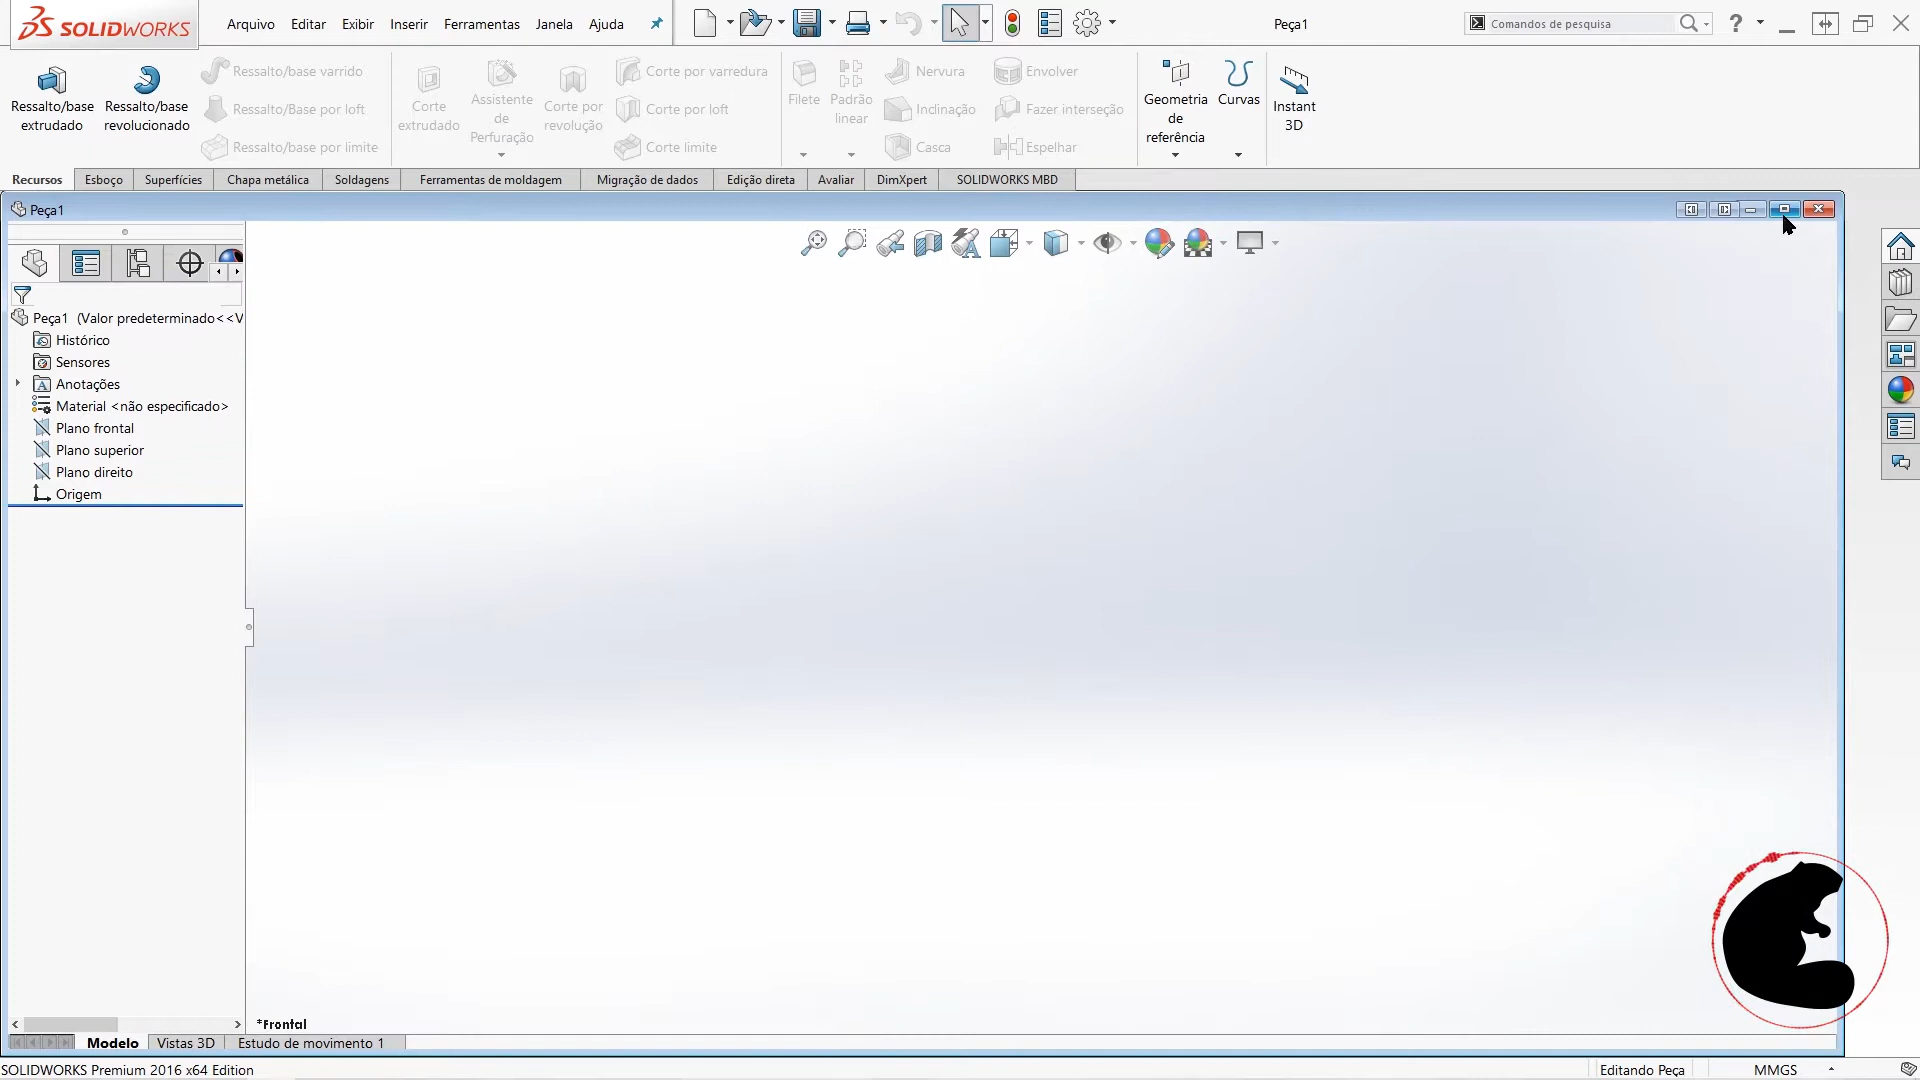 SOLIDWORKS Arquivo Editar Exibir Inserir Ferramentas Janela Ajuda Peça1 Comandos de pesquisa ?
Ressalto/base extrudado
Ressalto/base revolucionado
Ressalto/base varrido
Ressalto/Base por loft
Ressalto/base por limite
Corte extrudado
Assistente de Perfuração
Corte por revolução
Corte por varredura
Corte por loft
Corte limite
Filete
Padrão linear
Nervura
Inclinação
Casca
Envolver
Fazer interseção
Espelhar
Geometria de referência
Curvas
Instant 3D
Recursos Esboço Superfícies Chapa metálica Soldagens Ferramentas de moldagem Migração de dados Edição direta Avaliar DimXpert SOLIDWORKS MBD
Peça1
Peça1 (Valor predeterminado<<V
Histórico
Sensores
Anotações
Material <não especificado>
Plano frontal
Plano superior
Plano direito
Origem
*Frontal
Modelo Vistas 3D Estudo de movimento 1
SOLIDWORKS Premium 2016 x64 Edition Editando Peça MMGS